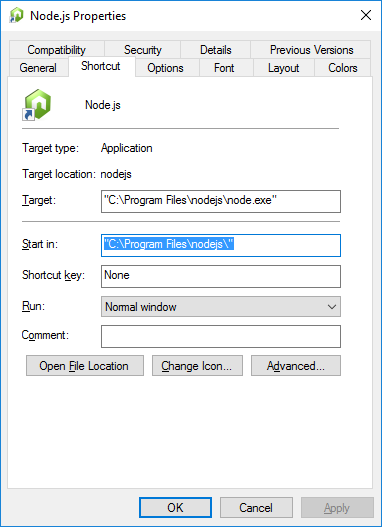 Node.js Properties
Compatibility Security Details Previous Versions
General Shortcut Options Font Layout Colors
Node.js
Target type: Application
Target location: nodejs
Target: "C:\Program Files\nodejs\node.exe"
Start in: "C:\Program Files\nodejs\"
Shortcut key: None
Run: Normal window
Comment:
Open File Location Change Icon... Advanced...
OK Cancel Apply